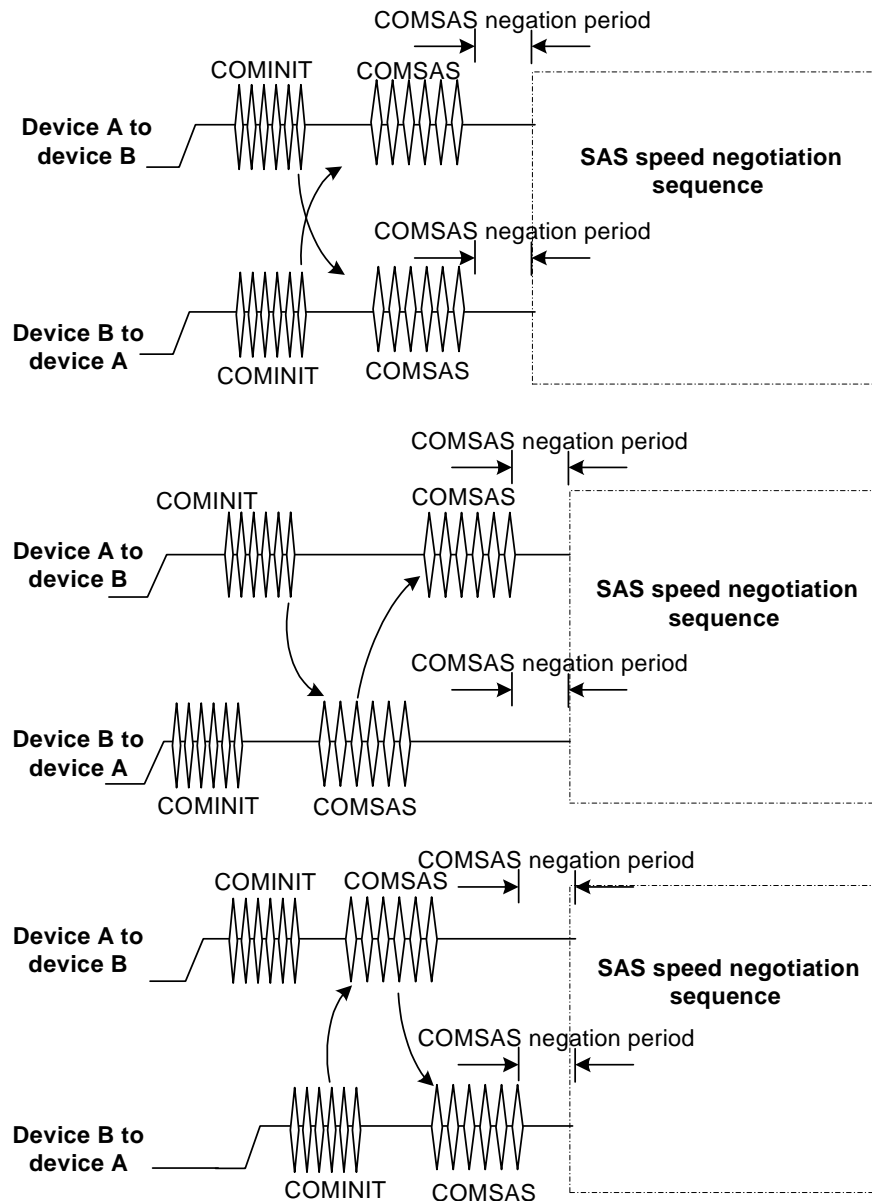 COMSAS negation period
COMINIT
COMSAS
Device A to
device B
SAS speed negotiation
sequence
COMSAS negation period
Device B to
device A
COMINIT
COMSAS
COMSAS negation period
COMINIT
COMSAS
Device A to
device B
SAS speed negotiation
sequence
COMSAS negation period
Device B to
device A
COMINIT
COMSAS
COMSAS negation period
COMINIT
COMSAS
Device A to
device B
SAS speed negotiation
sequence
COMSAS negation period
Device B to
device A
COMINIT
COMSAS